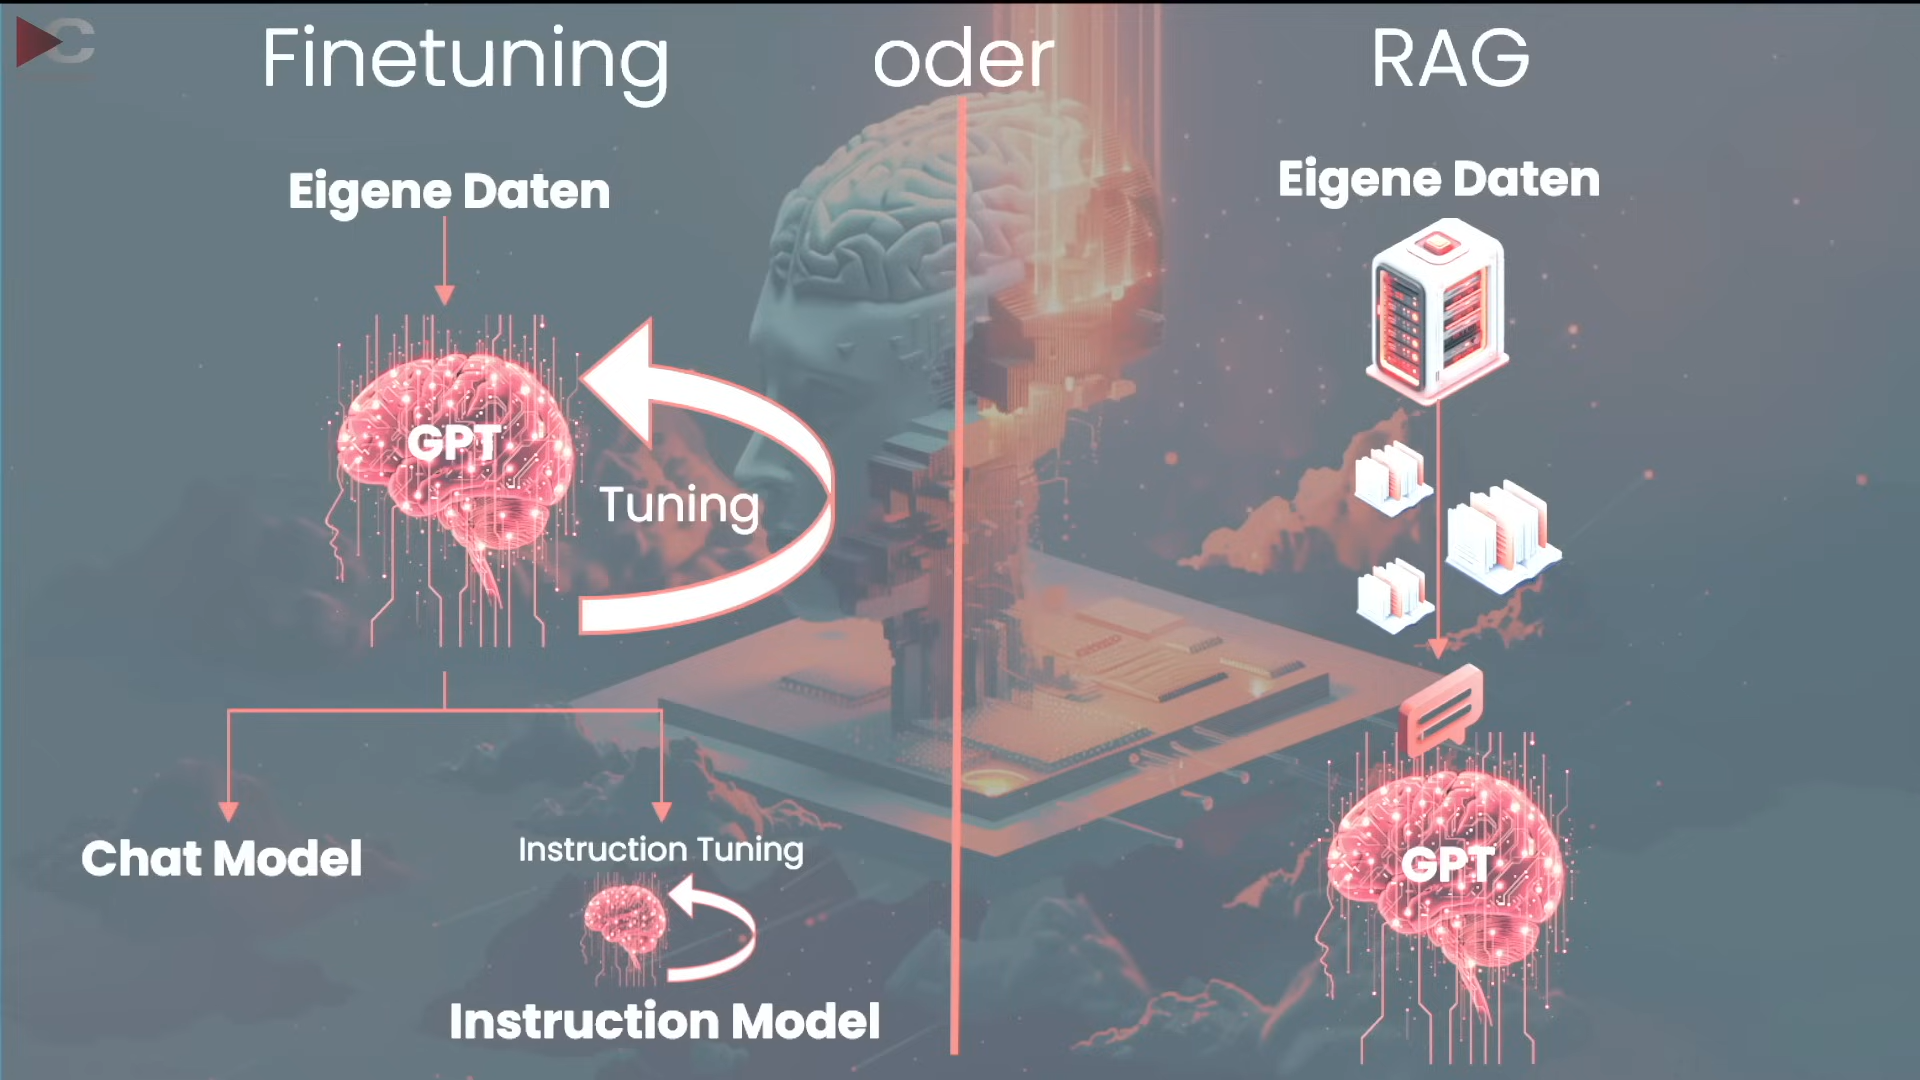 Finetuning oder RAG
Eigene Daten
GPT
Tuning
Chat Model
Instruction Tuning
Instruction Model
Eigene Daten
GPT
C